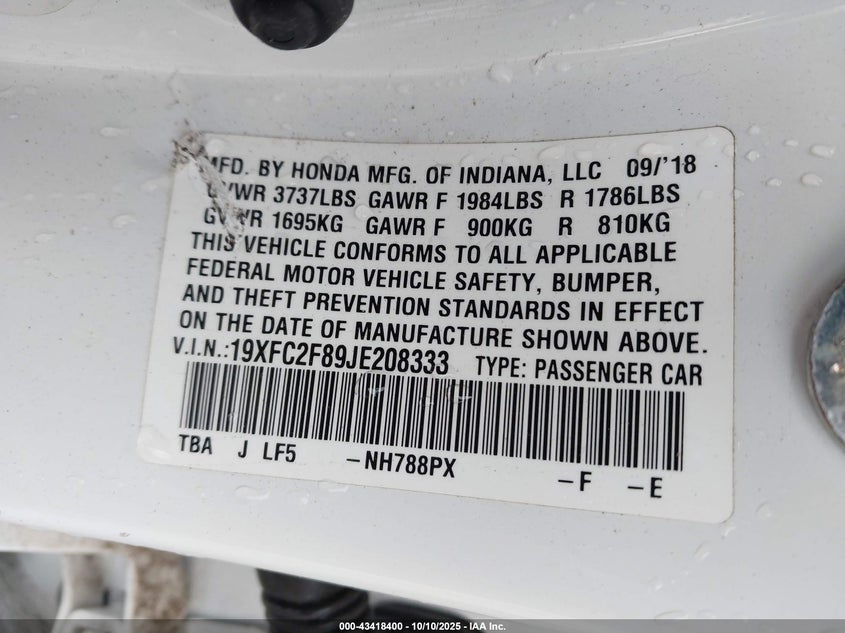 MFD. BY HONDA MFG. OF INDIANA, LLC 09/'18
GVWR 3737LBS GAWR F 1984LBS R 1786LBS
GVWR 1695KG GAWR F 900KG R 810KG
THIS VEHICLE CONFORMS TO ALL APPLICABLE
FEDERAL MOTOR VEHICLE SAFETY, BUMPER,
AND THEFT PREVENTION STANDARDS IN EFFECT
ON THE DATE OF MANUFACTURE SHOWN ABOVE.
V.I.N.:19XFC2F89JE208333 TYPE: PASSENGER CAR
TBA J LF5 -NH788PX -F -E
000-43418400 - 10/10/2025 - IAA Inc.